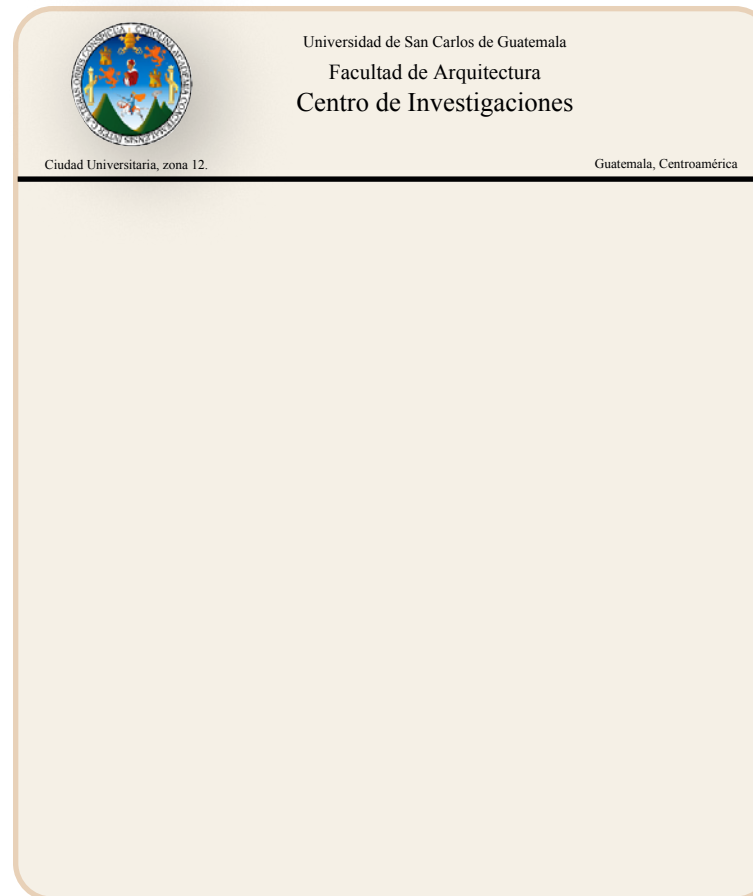 Universidad de San Carlos de Guatemala
Facultad de Arquitectura
Centro de Investigaciones
Ciudad Universitaria, zona 12.
Guatemala, Centroamérica